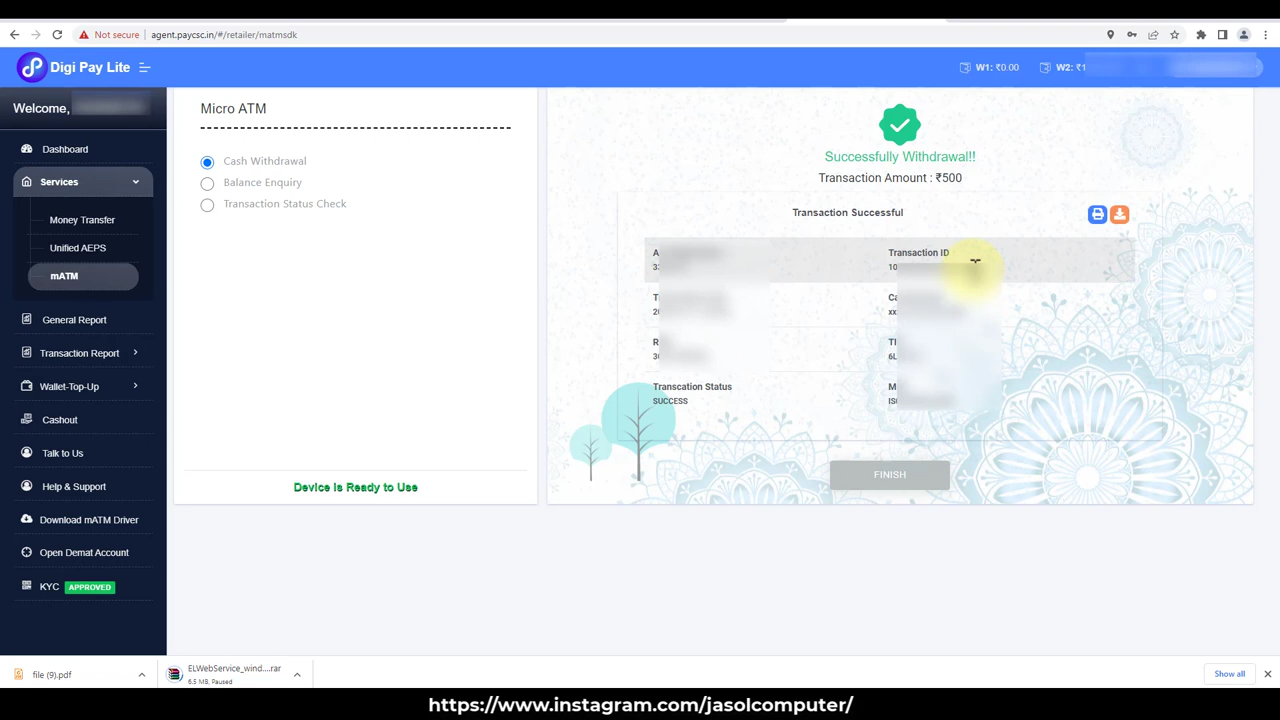 Not secure
agent.paycsc.in/#/retailer/matmsdk
Digi Pay Lite
W1: ₹0.00
W2: ₹1
Welcome,
Dashboard
Services
Money Transfer
Unified AEPS
mATM
General Report
Transaction Report
Wallet-Top-Up
Cashout
Talk to Us
Help & Support
Download mATM Driver
Open Demat Account
KYC APPROVED
Micro ATM
Cash Withdrawal
Balance Enquiry
Transaction Status Check
Device is Ready to Use
Successfully Withdrawal!!
Transaction Amount : ₹500
Transaction Successful
Transaction ID
Transcation Status
SUCCESS
FINISH
file (9).pdf
ELWebService_wind....rar
6.5 MB, Paused
Show all
https://www.instagram.com/jasolcomputer/